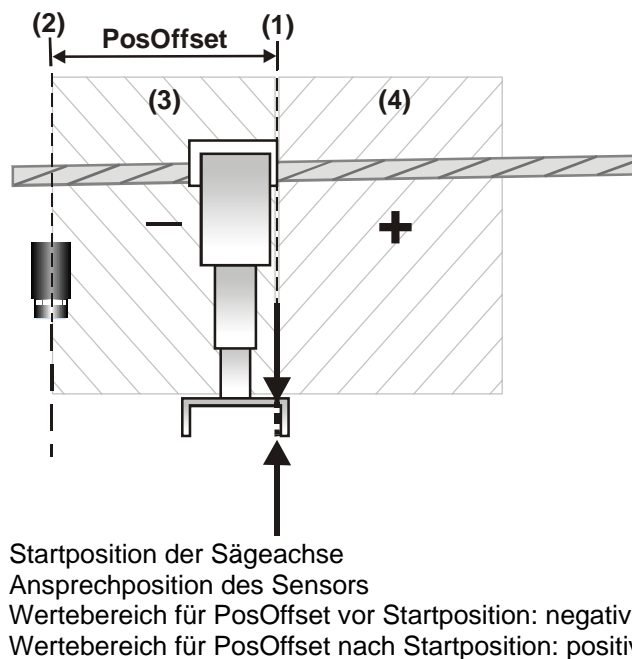 (2) (1)
PosOffset
(3) (4)
− +
Startposition der Sägeachse
Ansprechposition des Sensors
Wertebereich für PosOffset vor Startposition: negativ
Wertebereich für PosOffset nach Startposition: positiv